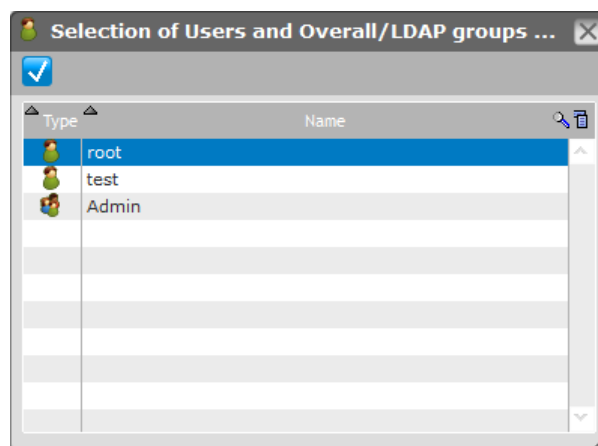 Selection of Users and Overall/LDAP groups ...
Type Name
root
test
Admin